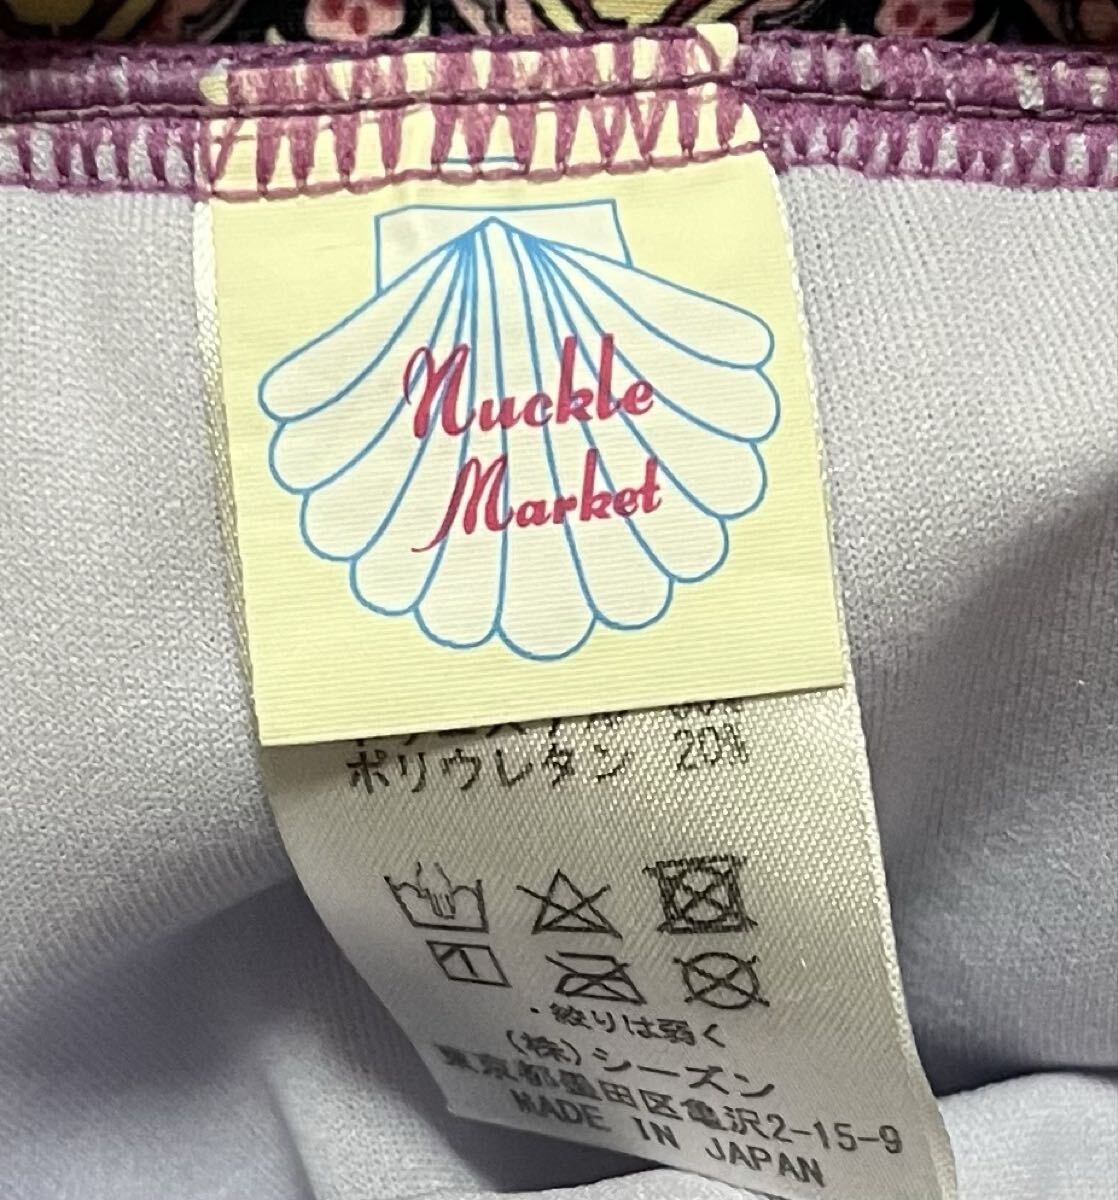 Nuckle
Market
ポリウレタン 20%
・絞りは弱く
(株)シーズン
東京都墨田区亀沢2-15-9
MADE IN JAPAN